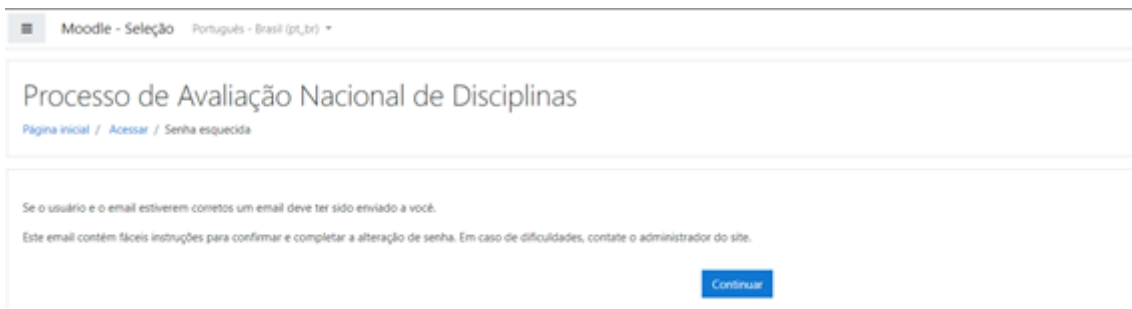 Moodle - Seleção Português - Brasil (pt_br)
Processo de Avaliação Nacional de Disciplinas
Página inicial / Acessar / Senha esquecida
Se o usuário e o email estiverem corretos um email deve ter sido enviado a você.
Este email contém fáceis instruções para confirmar e completar a alteração de senha. Em caso de dificuldades, contate o administrador do site.
Continuar